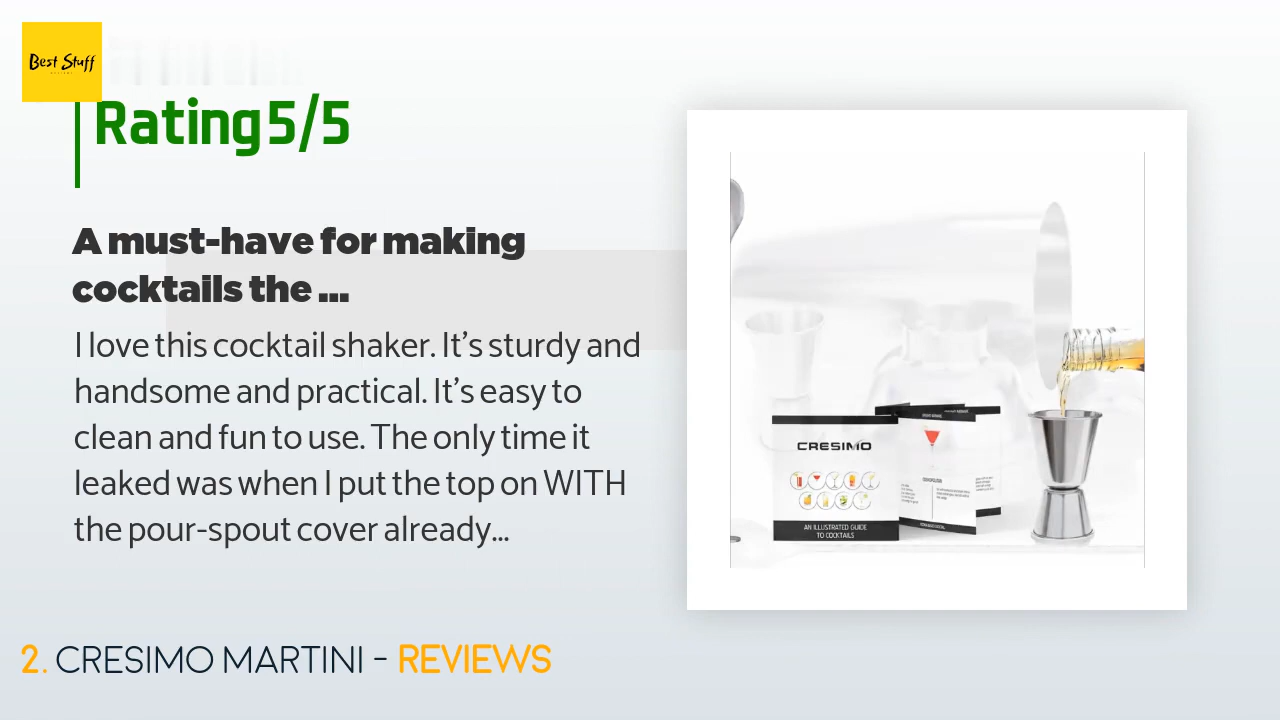 Best Stuff
Rating 5/5
A must-have for making
cocktails the ...
I love this cocktail shaker. It's sturdy and
handsome and practical. It's easy to
clean and fun to use. The only time it
leaked was when I put the top on WITH
the pour-spout cover already...
CRESIMO
AN ILLUSTRATED GUIDE
TO COCKTAILS
2. CRESIMO MARTINI - REVIEWS